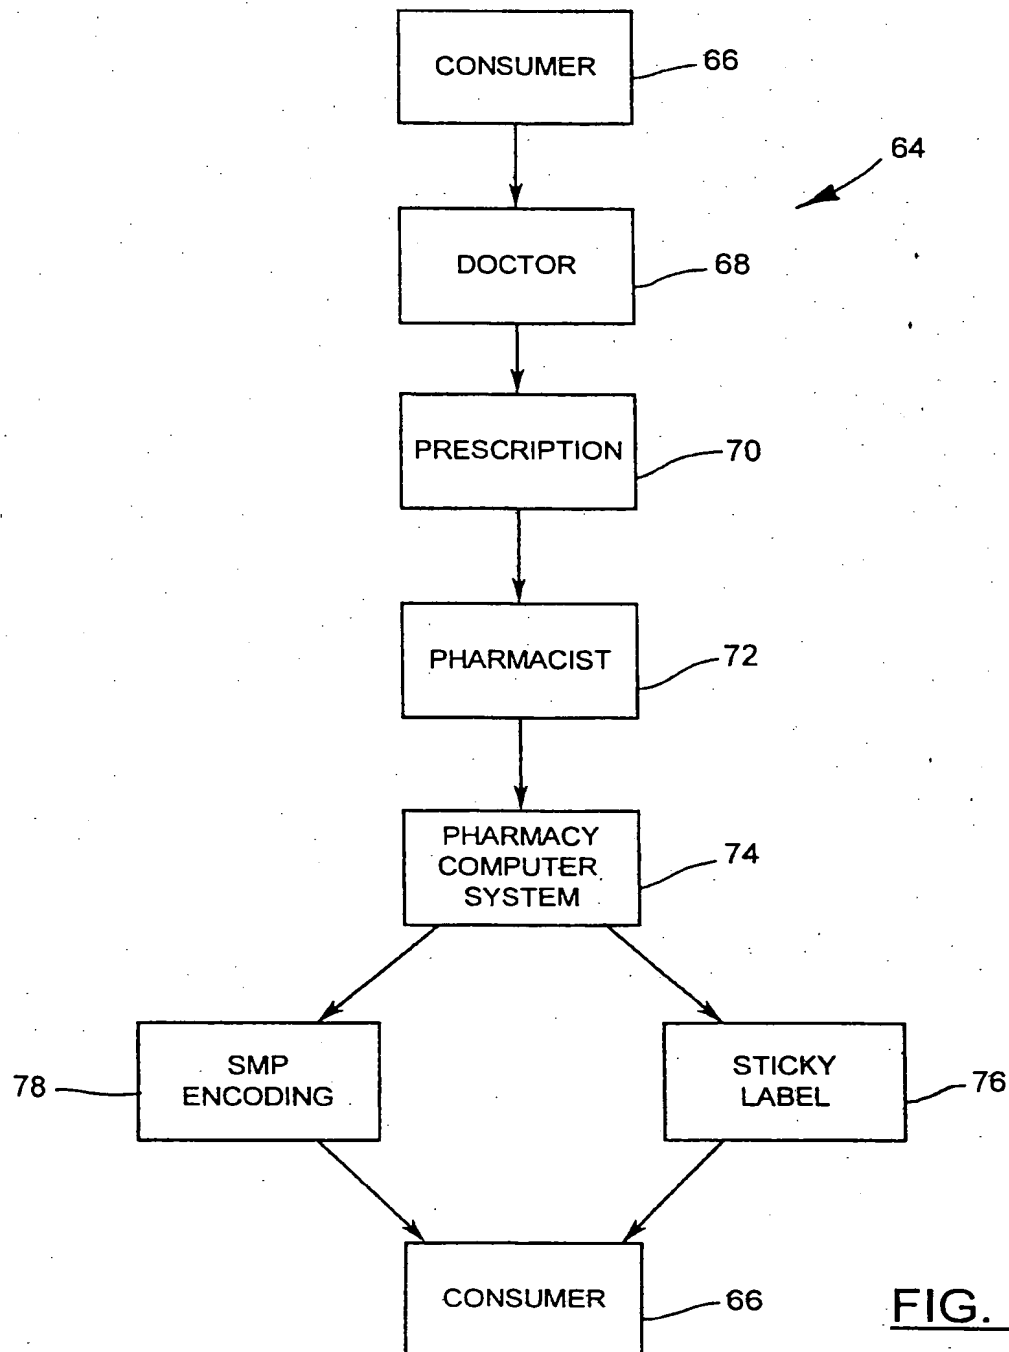 CONSUMER
66
64
DOCTOR
68
PRESCRIPTION
70
PHARMACIST
72
PHARMACY
COMPUTER
SYSTEM
74
78
SMP
ENCODING
STICKY
LABEL
76
CONSUMER
66
FIG.